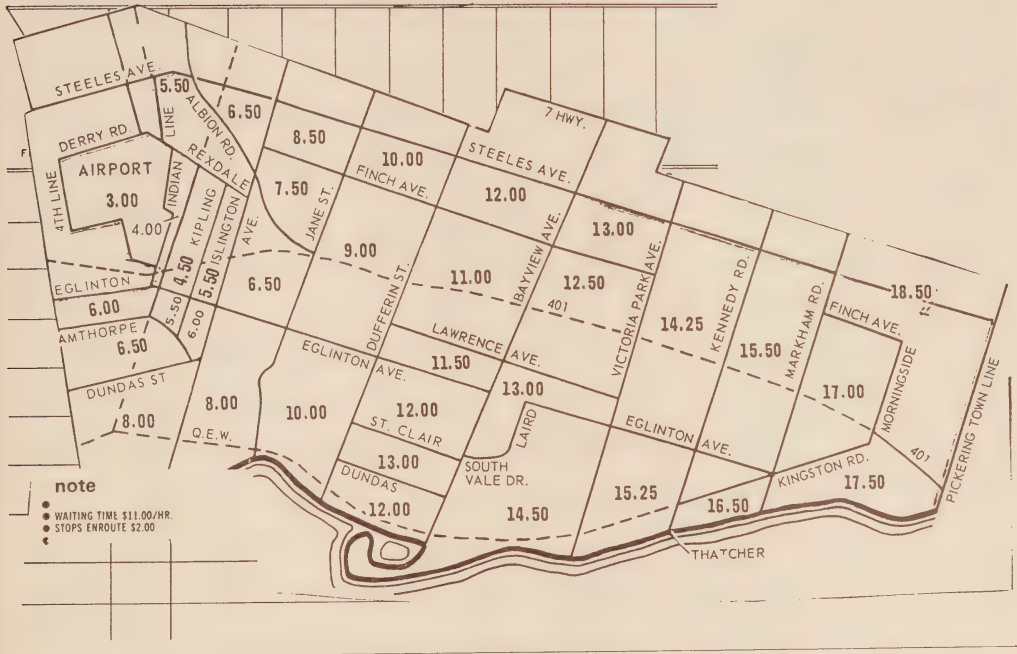 7 HWY.
STEELES AVE.
5.50
6.50
ALBION RD.
LINE
DERRY RD.
8.50
10.00
STEELES AVE.
REXDALE
FINCH AVE.
AIRPORT
3.00
INDIAN
4TH LINE
4.00
KIPLING
4.50
ISLINGTON
5.50
AVE.
7.50
JANE ST.
9.00
12.00
BAYVIEW AVE.
13.00
VICTORIA PARK AVE.
11.00
401
12.50
6.50
DUFFERIN ST.
EGLINTON
6.00
5.50
6.00
AMTHORPE
6.50
18.50
14.25
KENNEDY RD.
15.50
MARKHAM RD.
FINCH AVE.
17.00
MORNINGSIDE
PICKERING TOWN LINE
LAWRENCE AVE.
EGLINTON AVE.
11.50
13.00
DUNDAS ST
8.00
8.00
10.00
12.00
ST. CLAIR
LAIRD
EGLINTON AVE.
Q.E.W.
13.00
SOUTH
VALE DR.
DUNDAS
12.00
14.50
15.25
16.50
KINGSTON RD.
17.50
401
THATCHER
note
WAITING TIME $11.00/HR.
STOPS ENROUTE $2.00